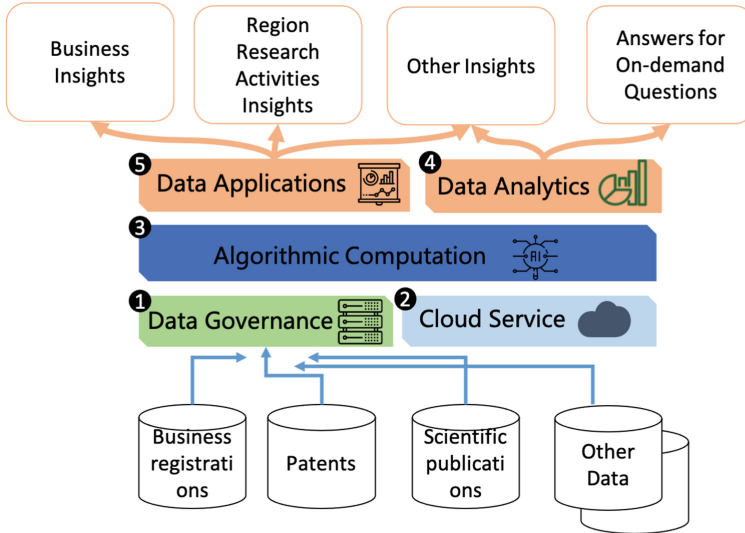 Business
Insights
Region
Research
Activities
Insights
Other Insights
Answers for
On-demand
Questions
5
Data Applications
4
Data Analytics
3
Algorithmic Computation
AI
1
Data Governance
2
Cloud Service
Business
registrati
ons
Patents
Scientific
publicati
ons
Other
Data